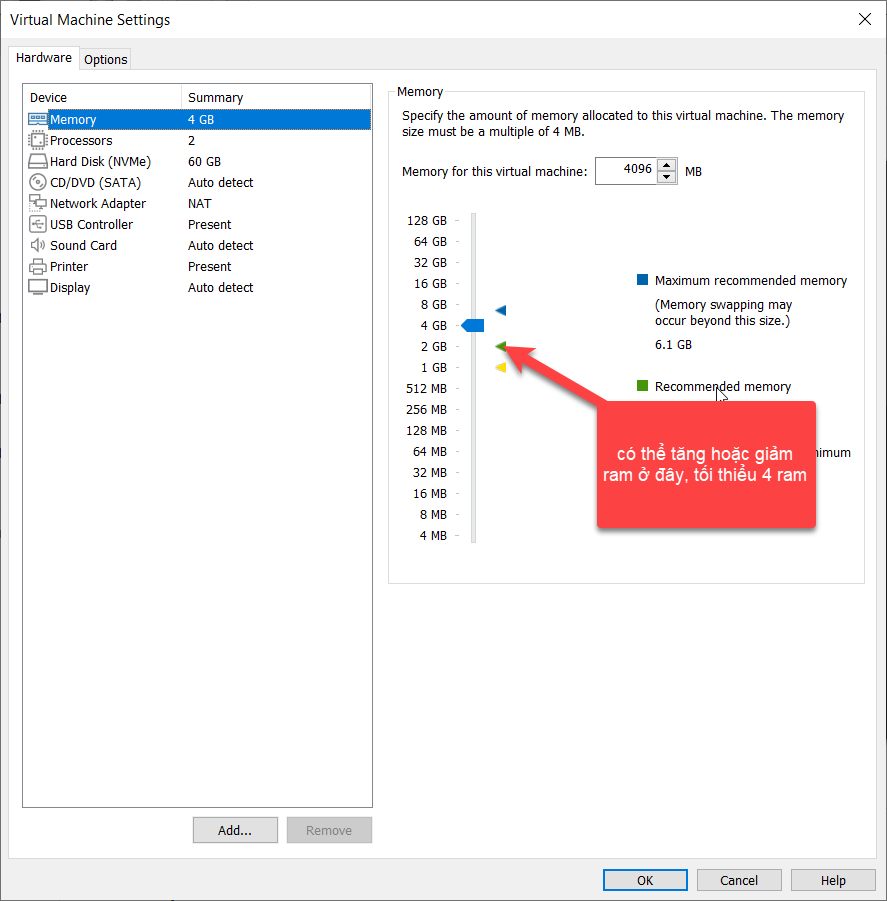 Virtual Machine Settings
Hardware
Options
Device Summary
Memory 4 GB
Processors 2
Hard Disk (NVMe) 60 GB
CD/DVD (SATA) Auto detect
Network Adapter NAT
USB Controller Present
Sound Card Auto detect
Printer Present
Display Auto detect
Add...
Remove
Memory
Specify the amount of memory allocated to this virtual machine. The memory
size must be a multiple of 4 MB.
Memory for this virtual machine: 4096 MB
128 GB
64 GB
32 GB
16 GB
8 GB
4 GB
2 GB
1 GB
512 MB
256 MB
128 MB
64 MB
32 MB
16 MB
8 MB
4 MB
Maximum recommended memory
(Memory swapping may
occur beyond this size.)
6.1 GB
Recommended memory
có thể tăng hoặc giảm
ram ở đây, tối thiểu 4 ram
OK
Cancel
Help